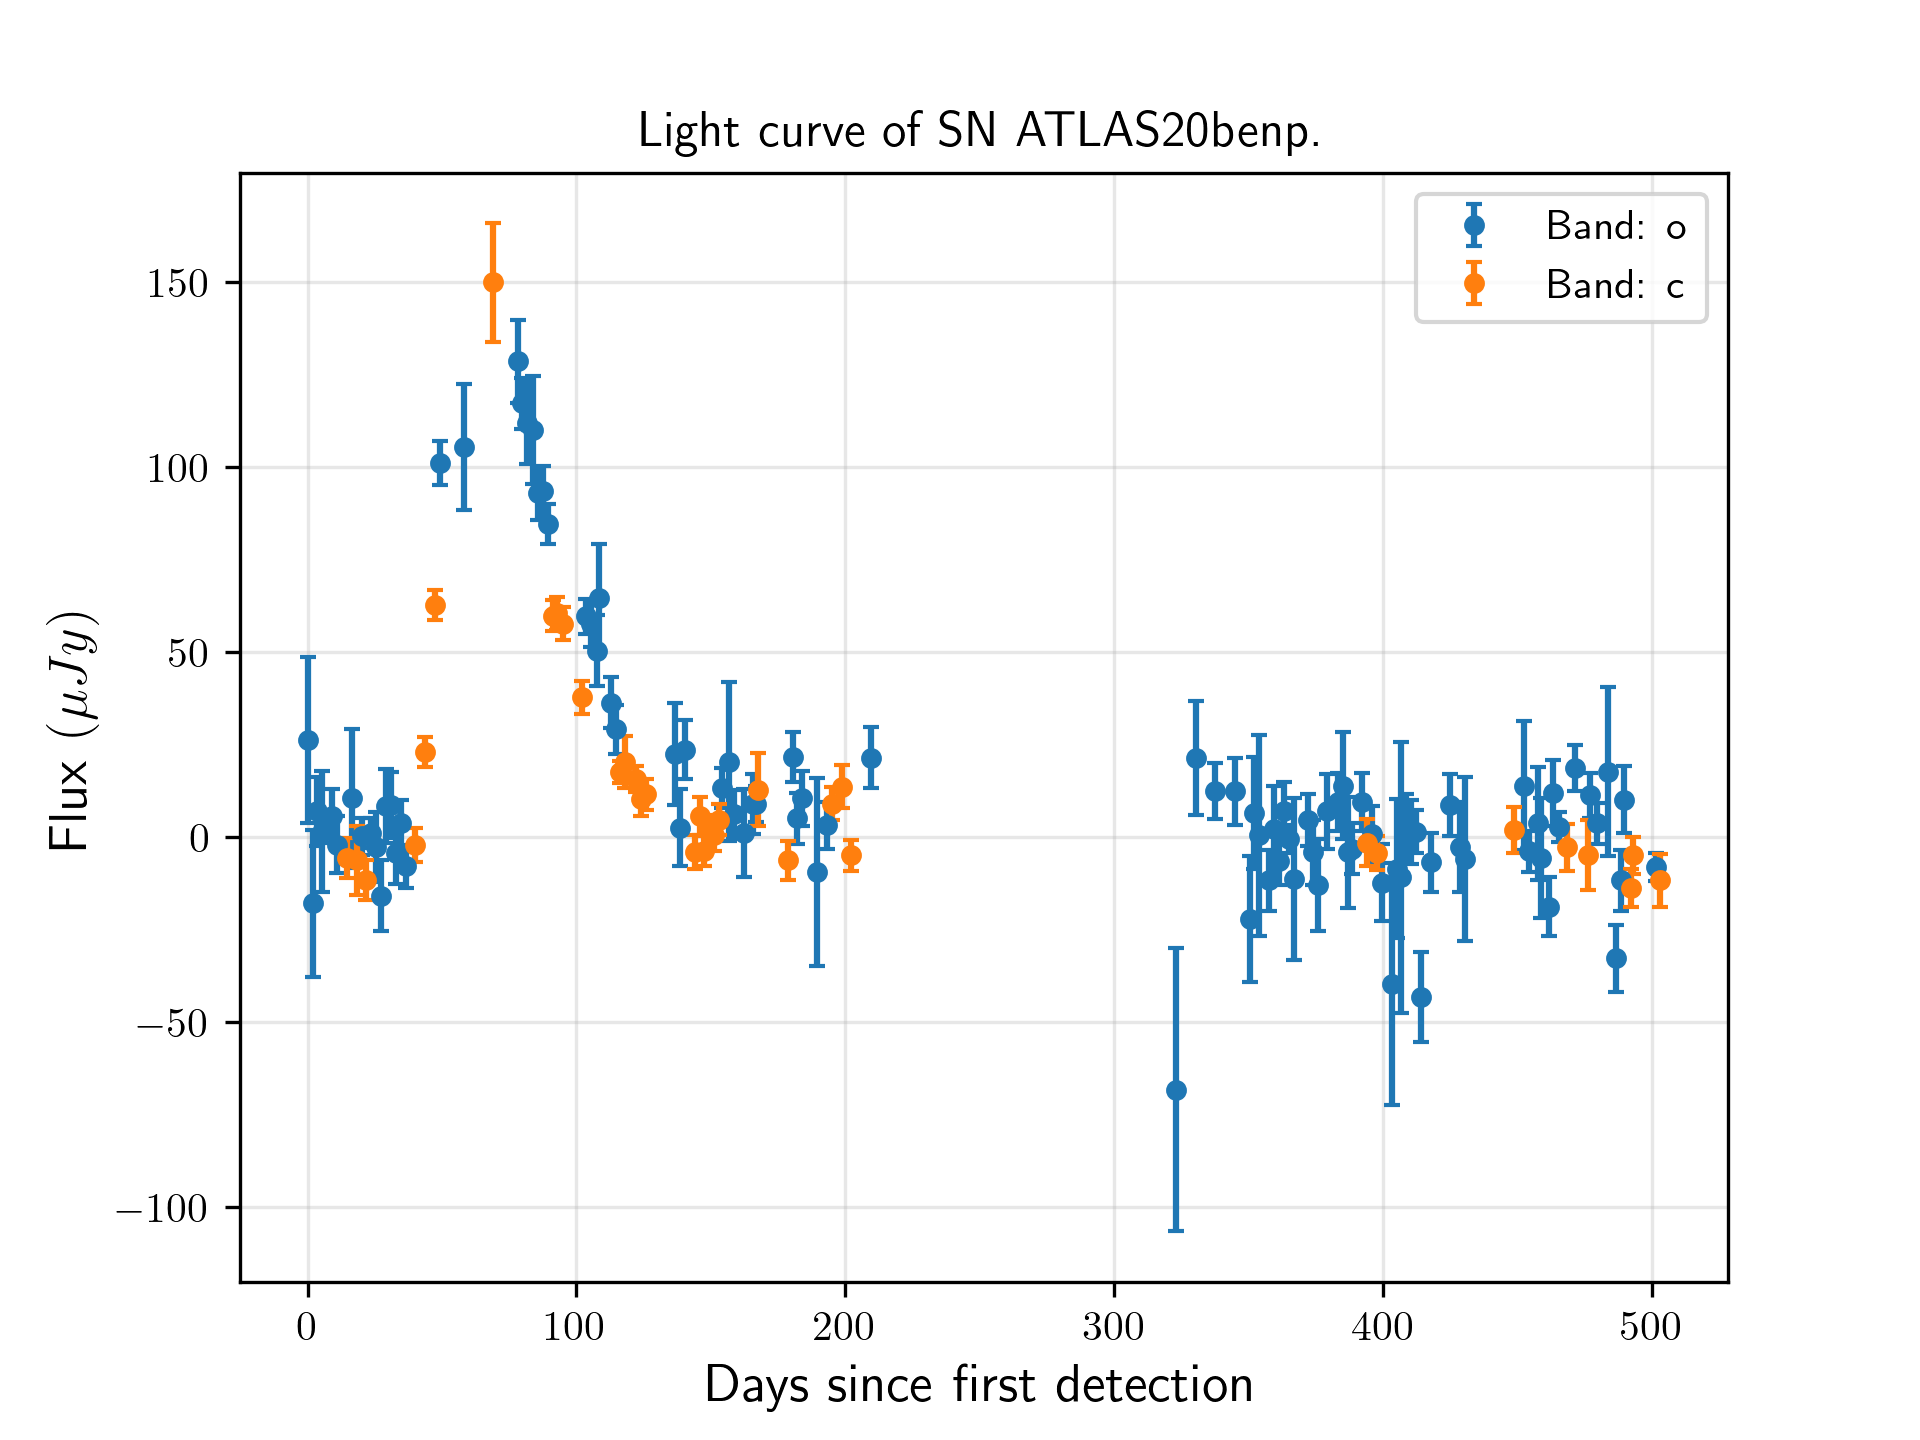 Light curve of SN ATLAS20benp.
Band: o
Band: c
150
100
50
0
−50
−100
Flux (μJy)
0 100 200 300 400 500
Days since first detection